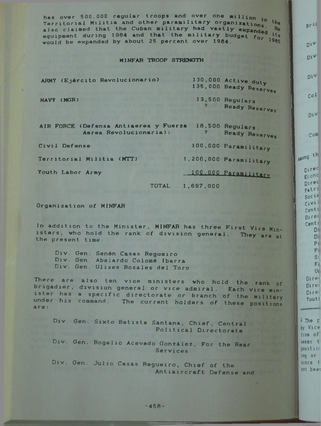 has over 500,000 regular troops and over one million in the
Territorial Militia and other paramilitary organizations. He
also claimed that the Cuban military had vastly expanded its
equipment during 1984 and that the military budget for 1985
would be expanded by about 25 percent over 1984.
MINFAR TROOP STRENGTH
ARMY (Ejército Revolucionario) 130,000 Active duty
135,000 Ready Reserves
NAVY (MGR) 13,500 Regulars
? Ready Reserves
AIR FORCE (Defensa Antiaerea y Fuerza 18,500 Regulars
Aerea Revolucionaria): ? Ready Reserves
Civil Defense 100,000 Paramilitary
Territorial Militia (MTT) 1,200,000 Paramilitary
Youth Labor Army 100,000 Paramilitary
TOTAL 1,687,000
Organization of MINFAR
In addition to the Minister, MINFAR has three First Vice Min-
isters, who hold the rank of division general. They are at
the present time:
Div. Gen. Senén Casas Regueiro
Div. Gen. Abelardo Colomé Ibarra
Div. Gen. Ulises Rosales del Toro
There are also ten vice ministers who hold the rank of
brigadier, division general or vice admiral. Each vice min-
ister has a specific directorate or branch of the military
under his command. The current holders of these positions
are:
Div. Gen. Sixto Batista Santana, Chief, Central
Political Directorate
Div. Gen. Rogelio Acevedo González, For the Rear
Services
Div. Gen. Julio Casas Regueiro, Chief of the
Antiaircraft Defense and
-458-